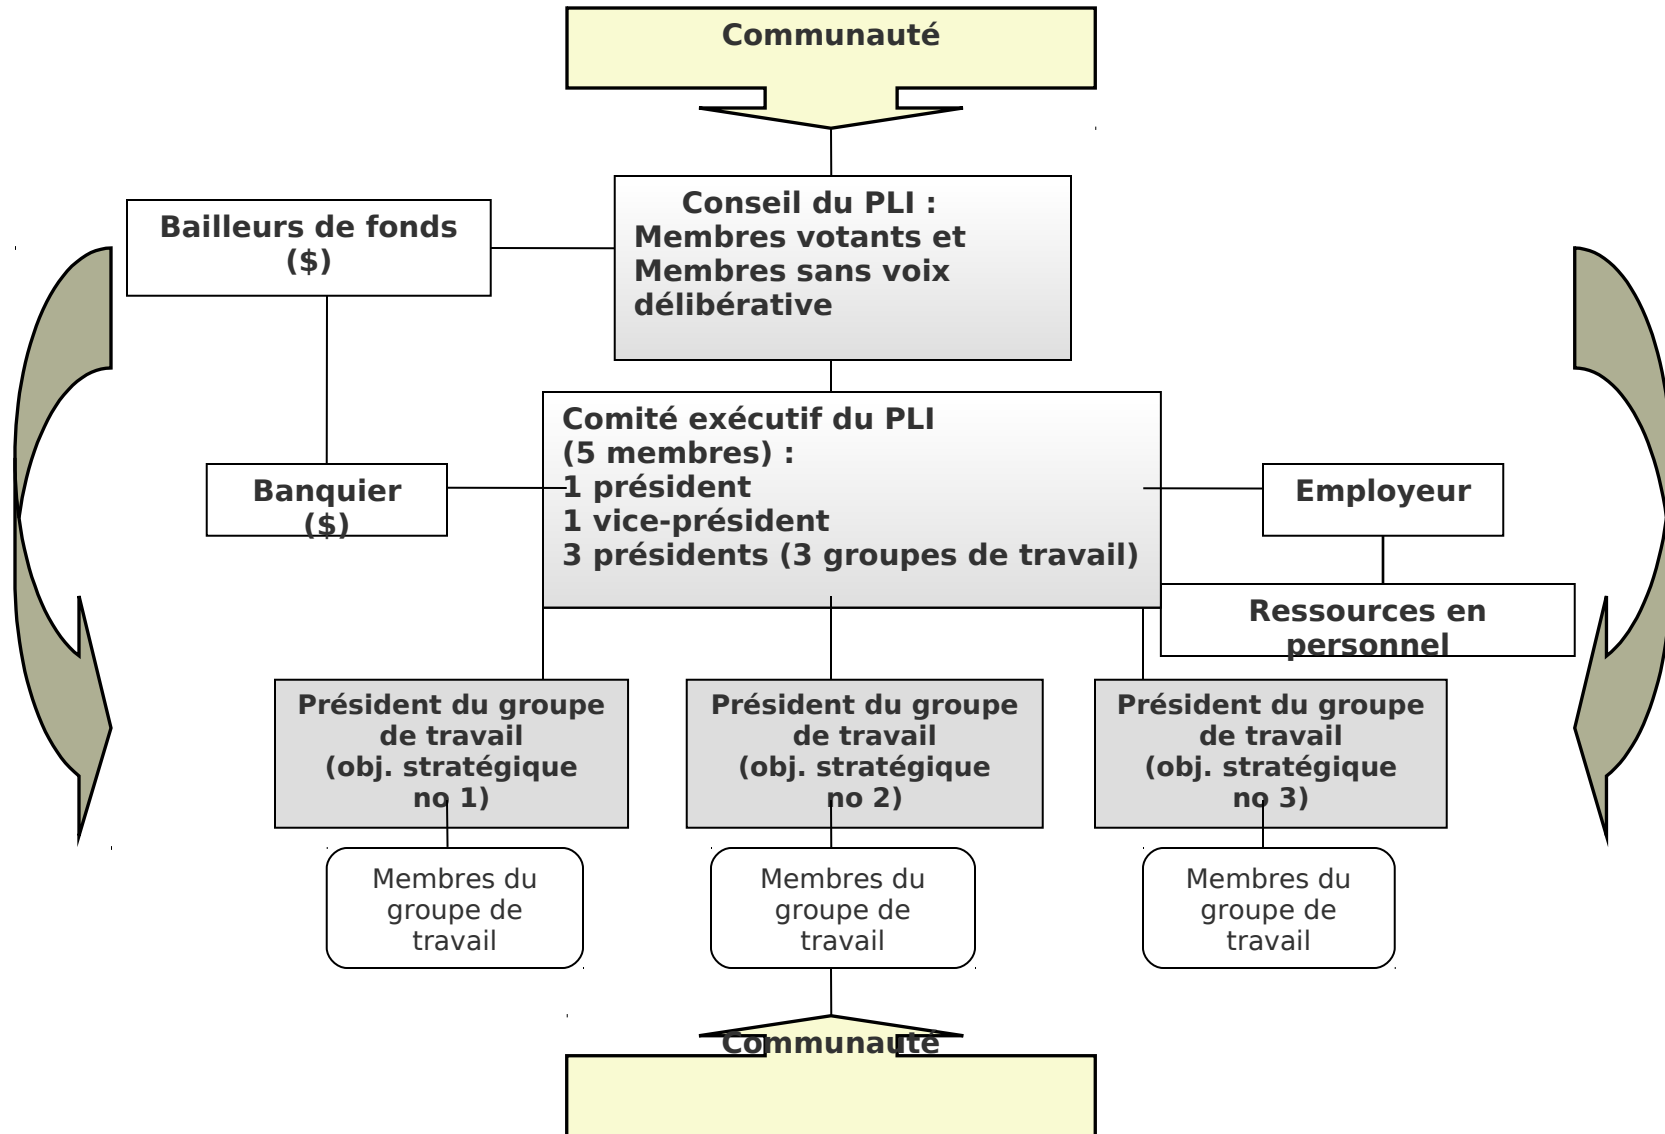 Communauté
Bailleurs de fonds
($)
Conseil du PLI :
Membres votants et
Membres sans voix
délibérative
Comité exécutif du PLI
(5 membres) :
1 président
1 vice-président
3 présidents (3 groupes de travail)
Banquier
($)
Employeur
Ressources en
personnel
Président du groupe
de travail
(obj. stratégique
no 1)
Président du groupe
de travail
(obj. stratégique
no 2)
Président du groupe
de travail
(obj. stratégique
no 3)
Membres du
groupe de
travail
Membres du
groupe de
travail
Membres du
groupe de
travail
Communauté